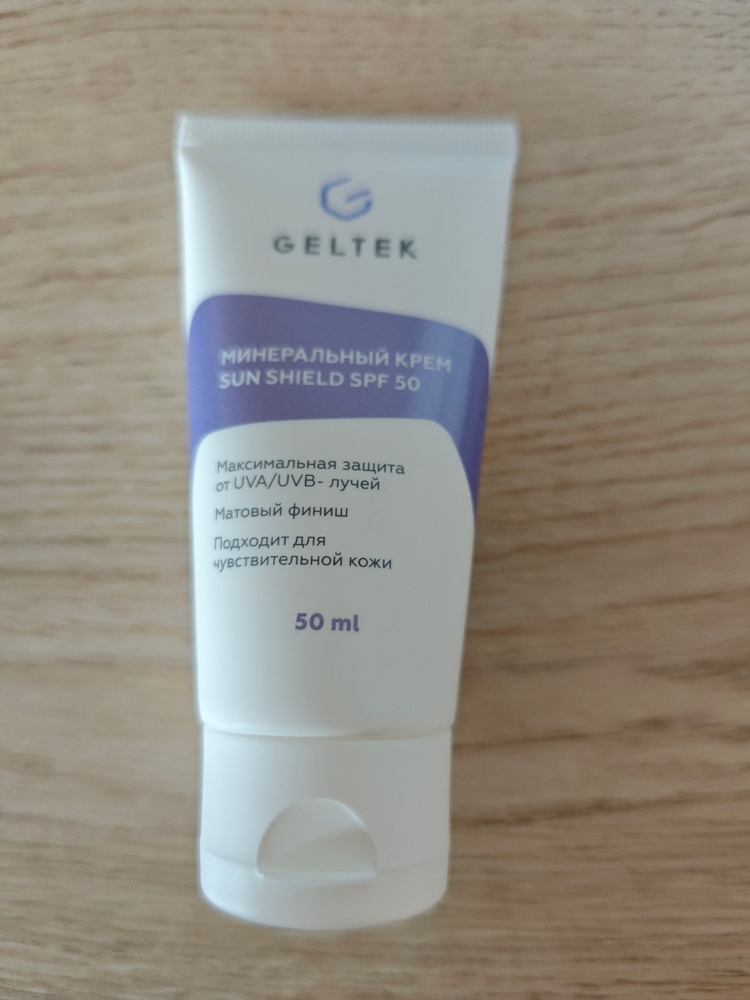 GELTEK
МИНЕРАЛЬНЫЙ КРЕМ
SUN SHIELD SPF 50
Максимальная защита
от UVA/UVB- лучей
Матовый финиш
Подходит для
чувствительной кожи
50 ml